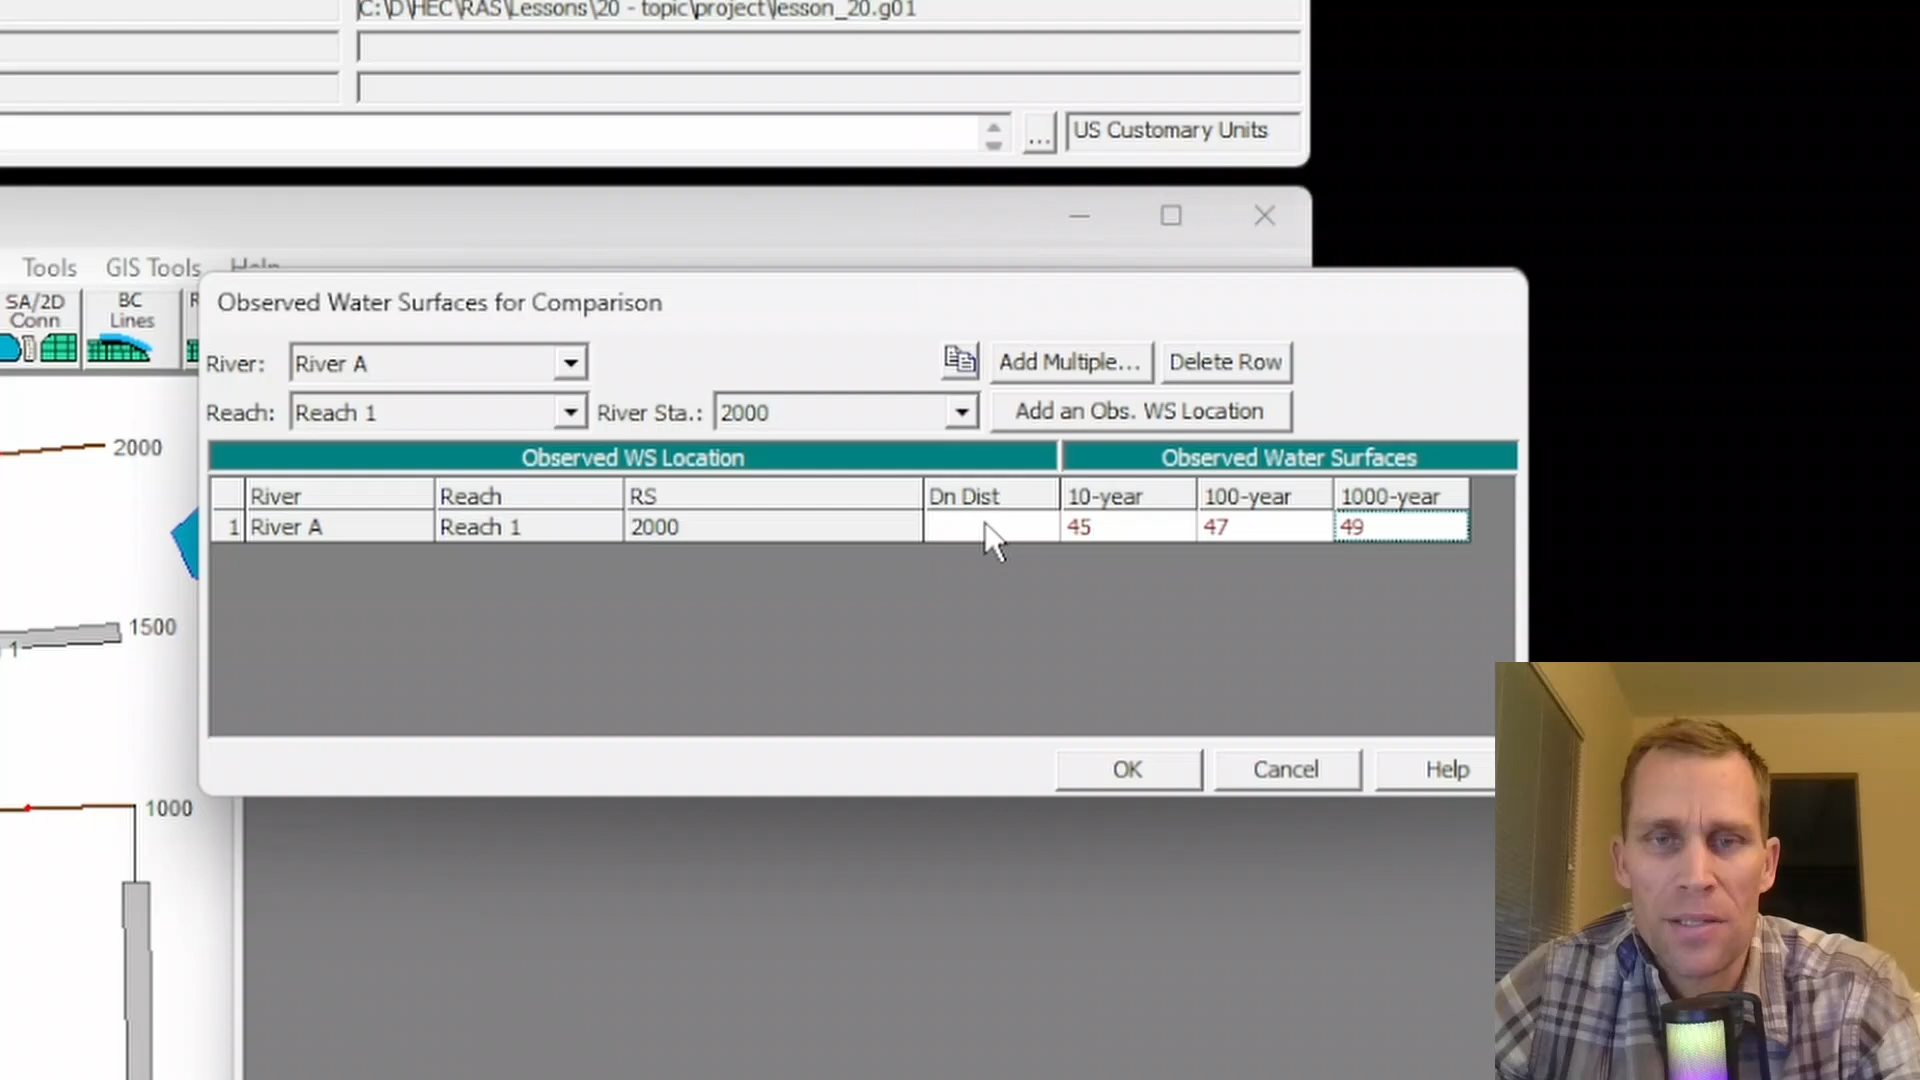 C:\D\HEC\RAS\Lessons\20 - topic\project\lesson_20.g01
... US Customary Units
Tools GIS Tools Help
SA/2D Conn
BC Lines
Observed Water Surfaces for Comparison
River: River A Add Multiple... Delete Row
Reach: Reach 1 River Sta.: 2000 Add an Obs. WS Location
Observed WS Location Observed Water Surfaces
River Reach RS Dn Dist 10-year 100-year 1000-year
1 River A Reach 1 2000 45 47 49
OK Cancel Help
2000
1500
1
1000